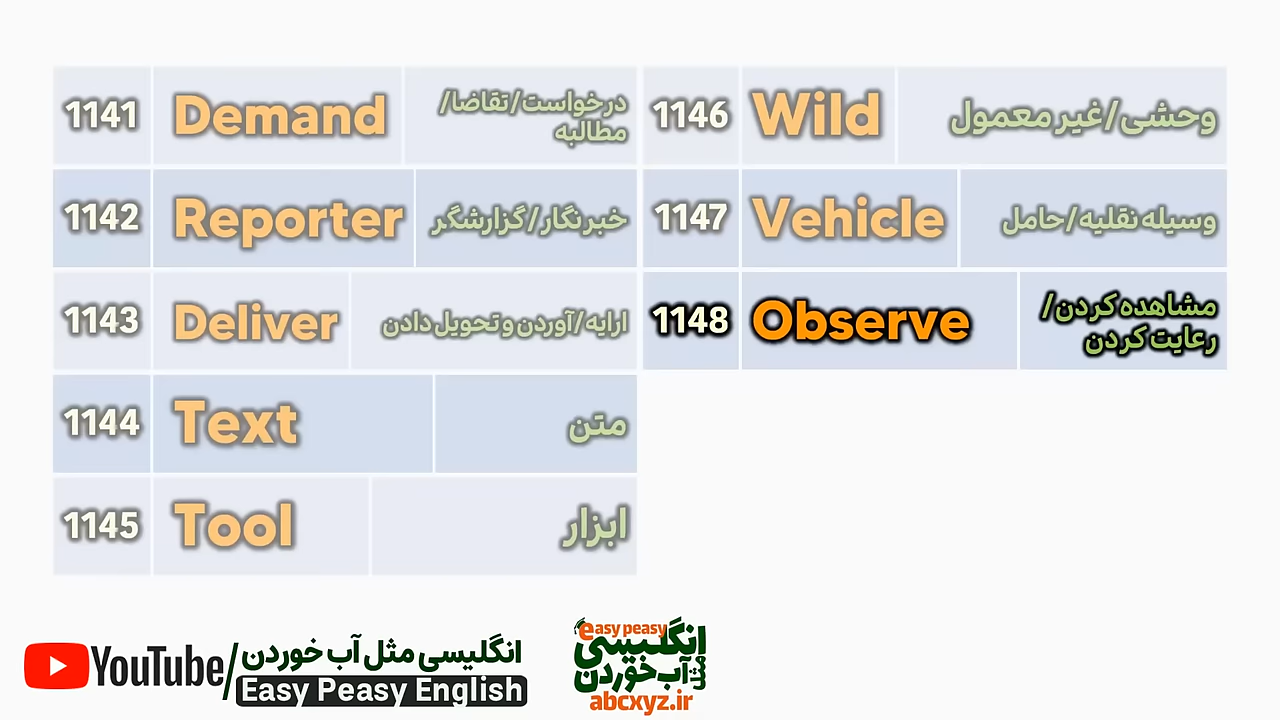 1141 Demand درخواست/تقاضا/
مطالبه
1142 Reporter خبرنگار/گزارشگر
1143 Deliver ارایه/آوردن و تحویل دادن
1144 Text متن
1145 Tool ابزار
1146 Wild وحشی/غیر معمول
1147 Vehicle وسیله نقلیه/حامل
1148 Observe مشاهده کردن/
رعایت کردن
YouTube/انگلیسی مثل آب خوردن
Easy Peasy English
easy peasy
انگلیسی
مثل آب خوردن
abcxyz.ir